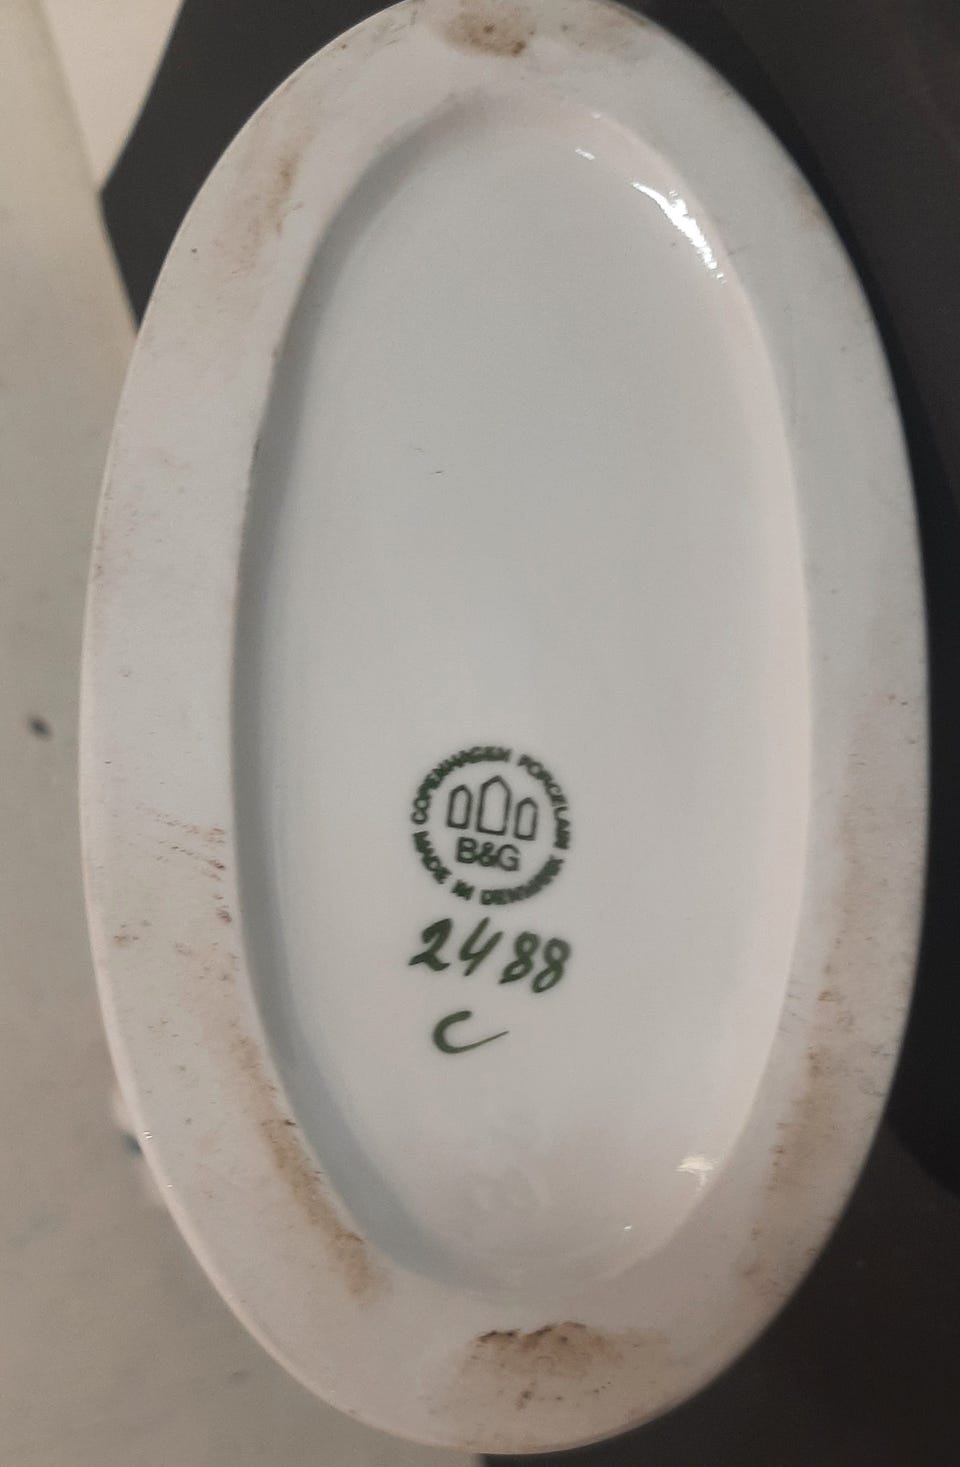 COPENHAGEN PORCELAIN
B&G
MADE IN DENMARK
2488
C